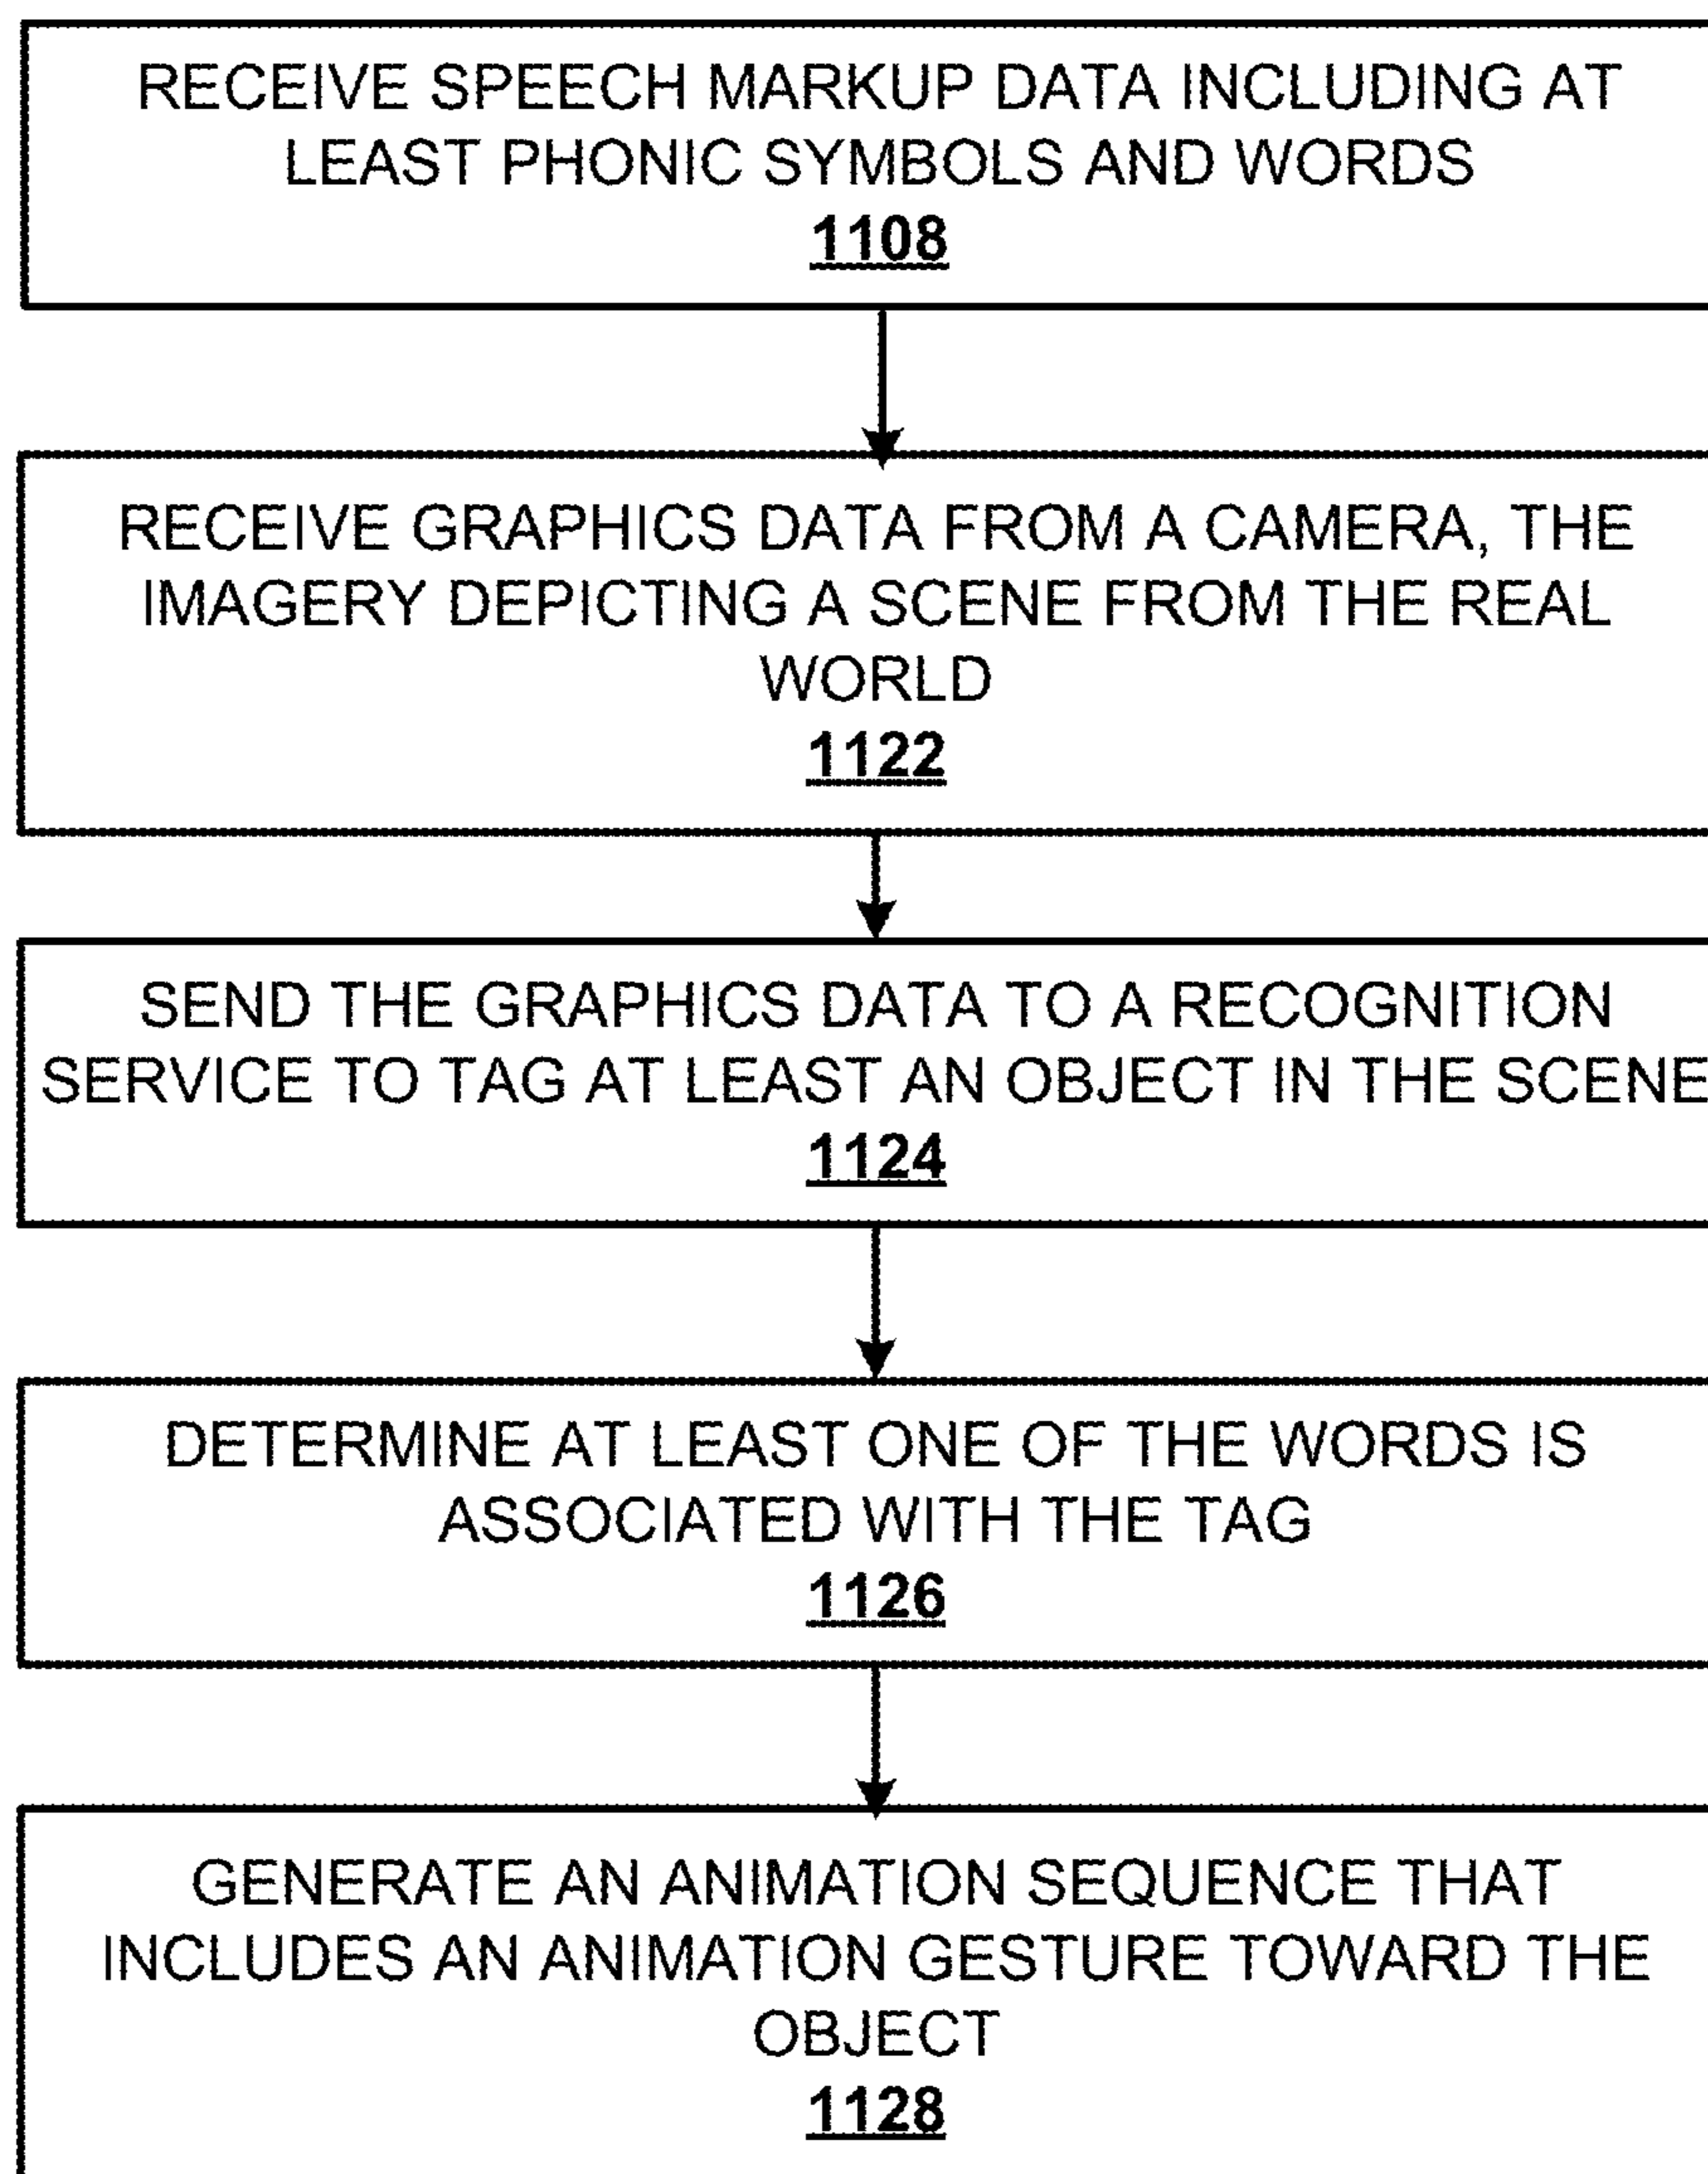 RECEIVE SPEECH MARKUP DATA INCLUDING AT
LEAST PHONIC SYMBOLS AND WORDS
1108
RECEIVE GRAPHICS DATA FROM A CAMERA, THE
IMAGERY DEPICTING A SCENE FROM THE REAL
WORLD
1122
SEND THE GRAPHICS DATA TO A RECOGNITION
SERVICE TO TAG AT LEAST AN OBJECT IN THE SCENE
1124
DETERMINE AT LEAST ONE OF THE WORDS IS
ASSOCIATED WITH THE TAG
1126
GENERATE AN ANIMATION SEQUENCE THAT
INCLUDES AN ANIMATION GESTURE TOWARD THE
OBJECT
1128